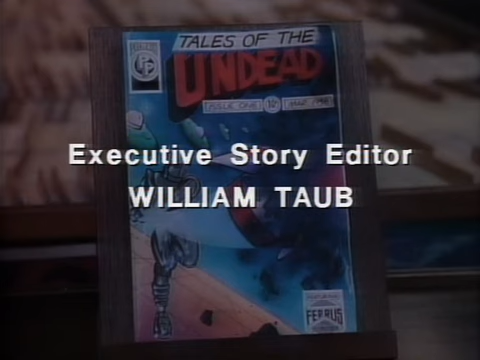 TALES OF THE
UNDEAD
ISSUE ONE 10¢
Executive Story Editor
WILLIAM TAUB
FERRUS